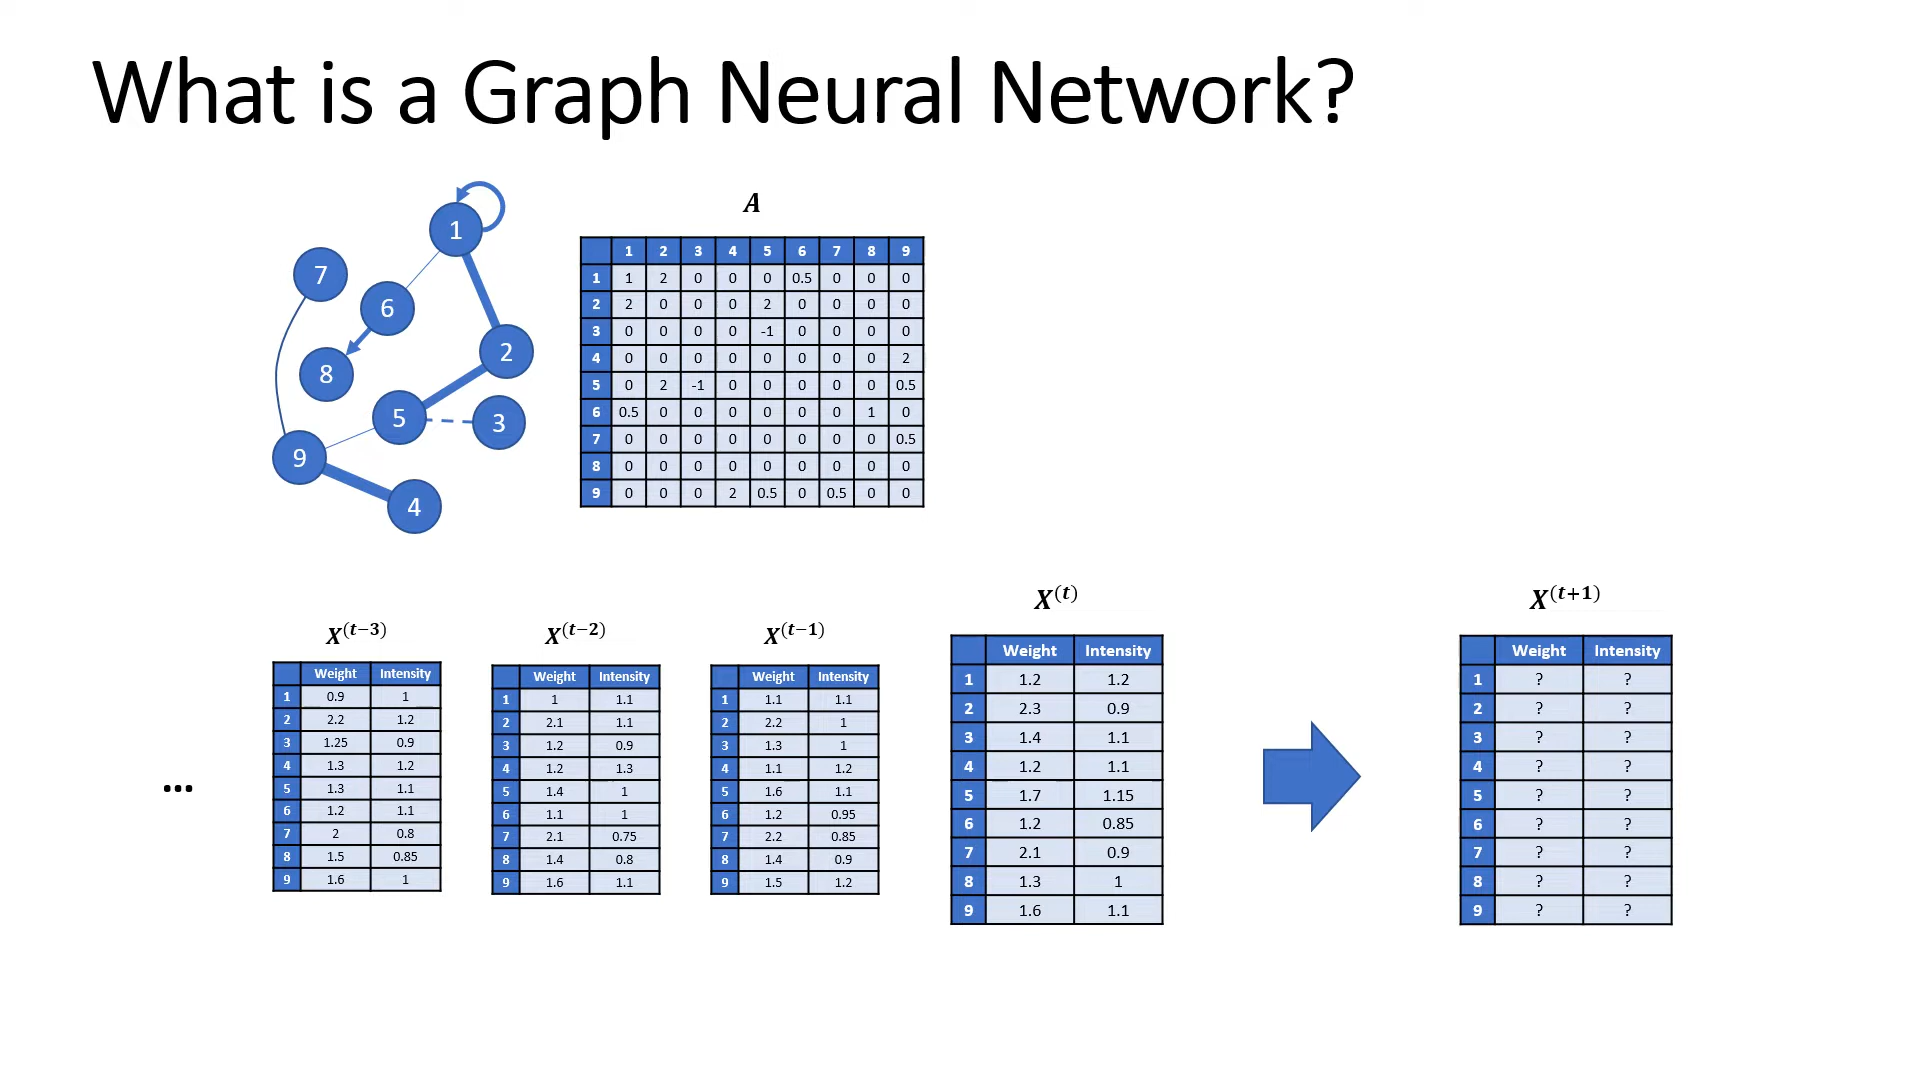 What is a Graph Neural Network?
1
7
6
2
8
5
3
9
4
A
1 2 3 4 5 6 7 8 9
1 1 2 0 0 0 0.5 0 0 0
2 2 0 0 0 2 0 0 0 0
3 0 0 0 0 -1 0 0 0 0
4 0 0 0 0 0 0 0 0 2
5 0 2 -1 0 0 0 0 0 0.5
6 0.5 0 0 0 0 0 0 1 0
7 0 0 0 0 0 0 0 0 0.5
8 0 0 0 0 0 0 0 0 0
9 0 0 0 2 0.5 0 0.5 0 0
...
X(t−3)
Weight Intensity
1 0.9 1
2 2.2 1.2
3 1.25 0.9
4 1.3 1.2
5 1.3 1.1
6 1.2 1.1
7 2 0.8
8 1.5 0.85
9 1.6 1
X(t−2)
Weight Intensity
1 1 1.1
2 2.1 1.1
3 1.2 0.9
4 1.2 1.3
5 1.4 1
6 1.1 1
7 2.1 0.75
8 1.4 0.8
9 1.6 1.1
X(t−1)
Weight Intensity
1 1.1 1.1
2 2.2 1
3 1.3 1
4 1.1 1.2
5 1.6 1.1
6 1.2 0.95
7 2.2 0.85
8 1.4 0.9
9 1.5 1.2
X(t)
Weight Intensity
1 1.2 1.2
2 2.3 0.9
3 1.4 1.1
4 1.2 1.1
5 1.7 1.15
6 1.2 0.85
7 2.1 0.9
8 1.3 1
9 1.6 1.1
X(t+1)
Weight Intensity
1 ? ?
2 ? ?
3 ? ?
4 ? ?
5 ? ?
6 ? ?
7 ? ?
8 ? ?
9 ? ?